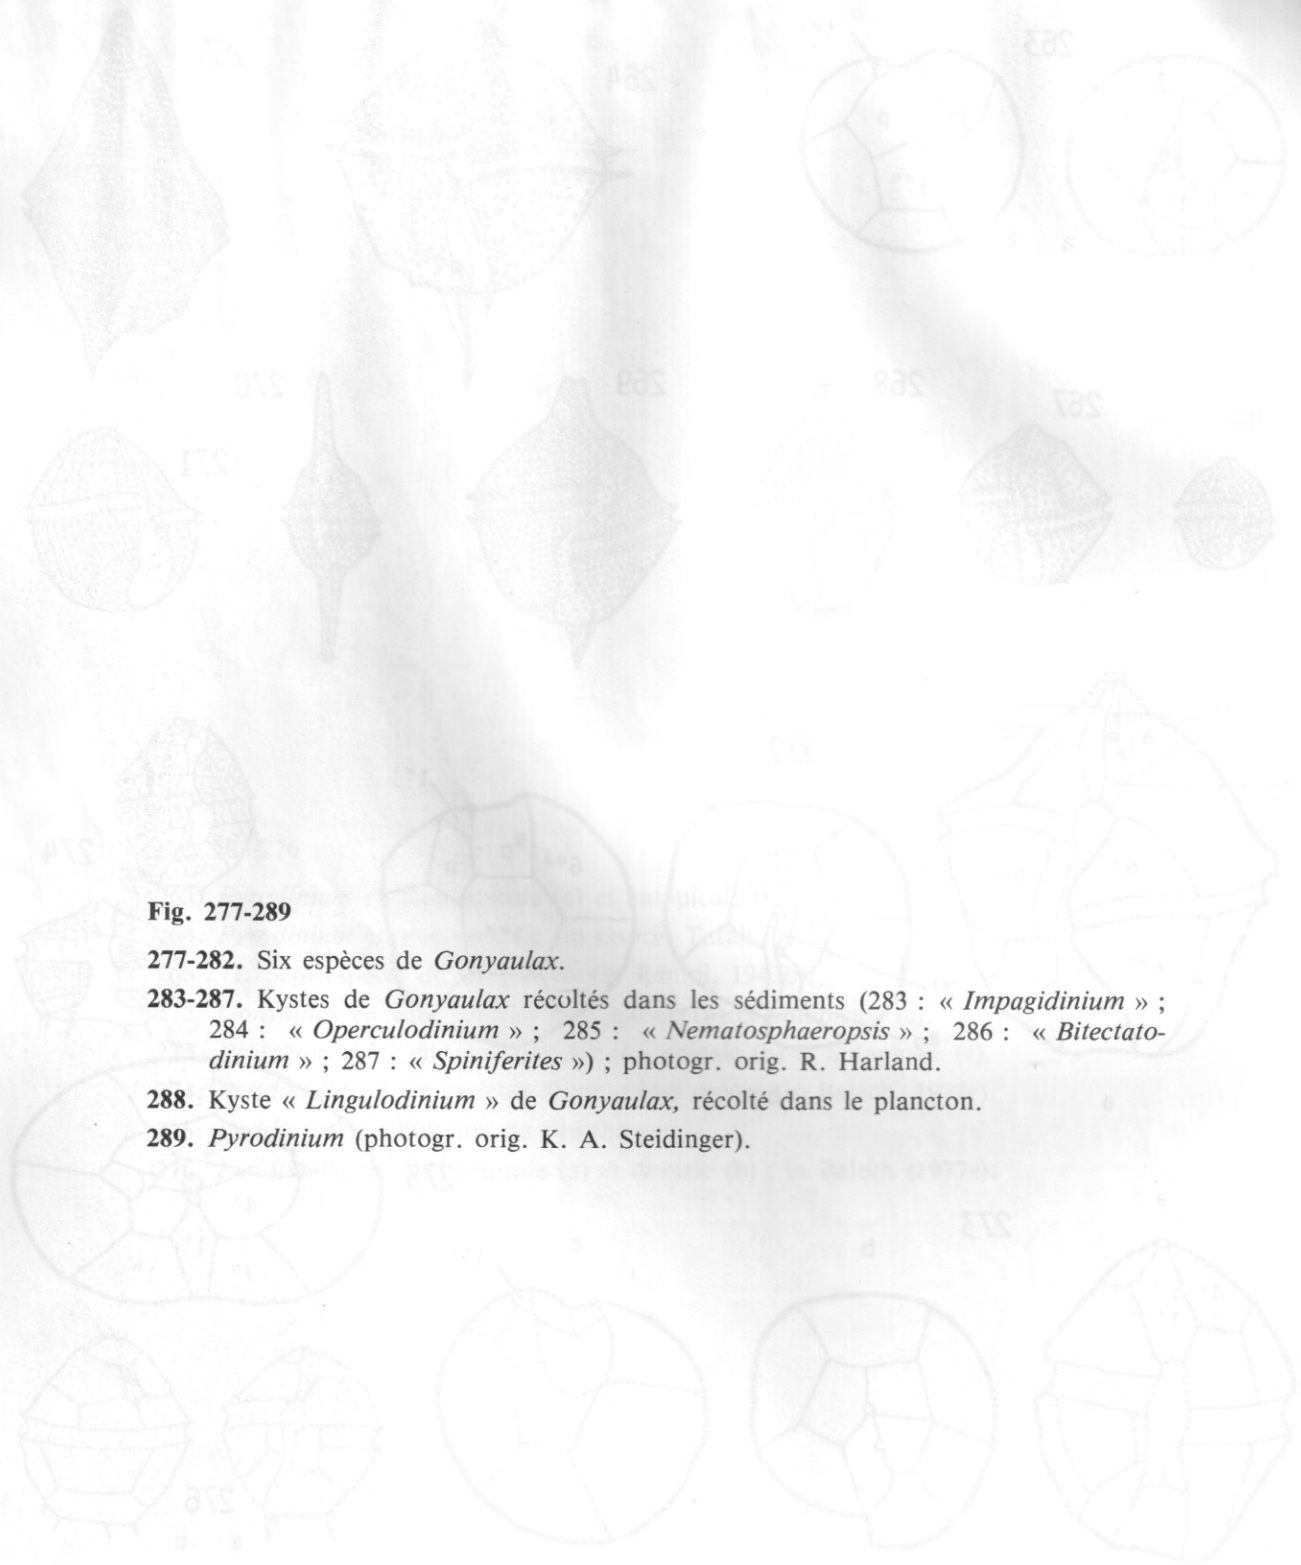 Fig. 277-289
277-282. Six espèces de Gonyaulax.
283-287. Kystes de Gonyaulax récoltés dans les sédiments (283 : « Impagidinium » ;
284 : « Operculodinium » ; 285 : « Nematosphaeropsis » ; 286 : « Bitectato-
dinium » ; 287 : « Spiniferites ») ; photogr. orig. R. Harland.
288. Kyste « Lingulodinium » de Gonyaulax, récolté dans le plancton.
289. Pyrodinium (photogr. orig. K. A. Steidinger).